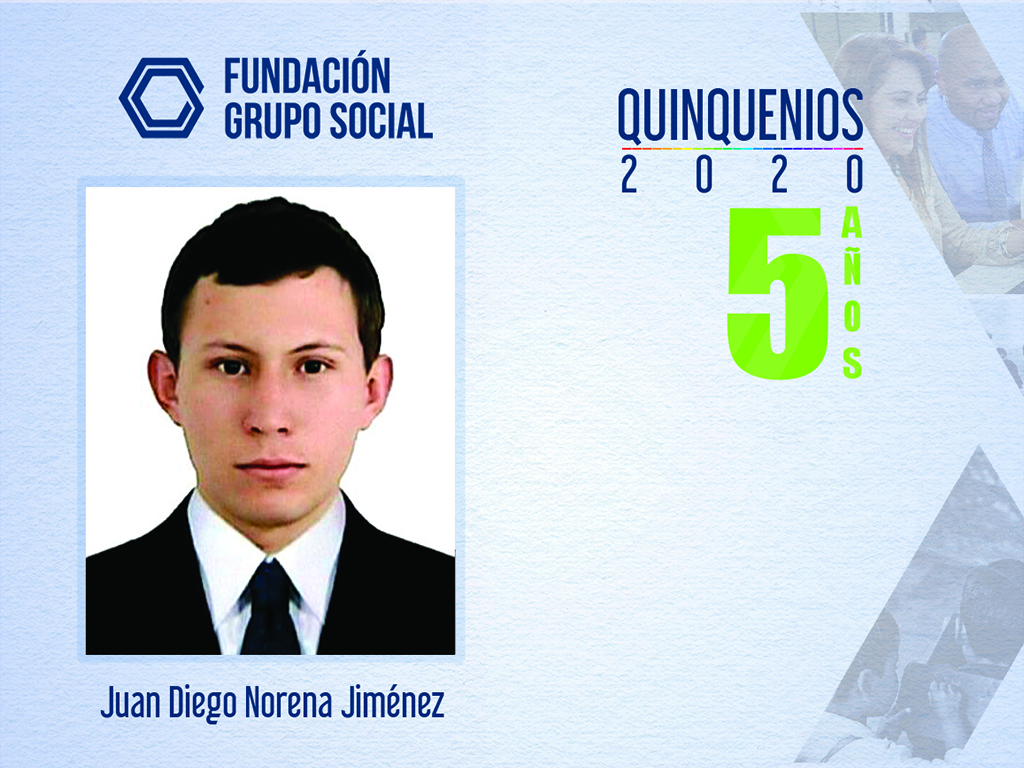 FUNDACIÓN
GRUPO SOCIAL
QUINQUENIOS
2020
5 AÑOS
Juan Diego Norena Jiménez